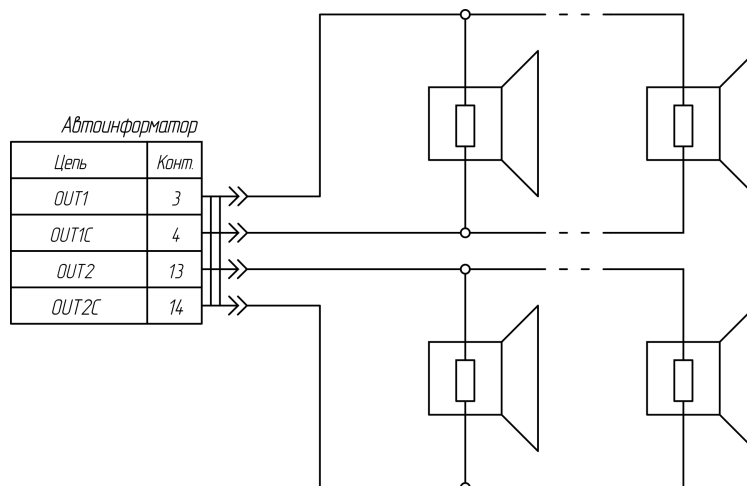 Автоинформатор
Цепь Конт.
OUT1 3
OUT1C 4
OUT2 13
OUT2C 14